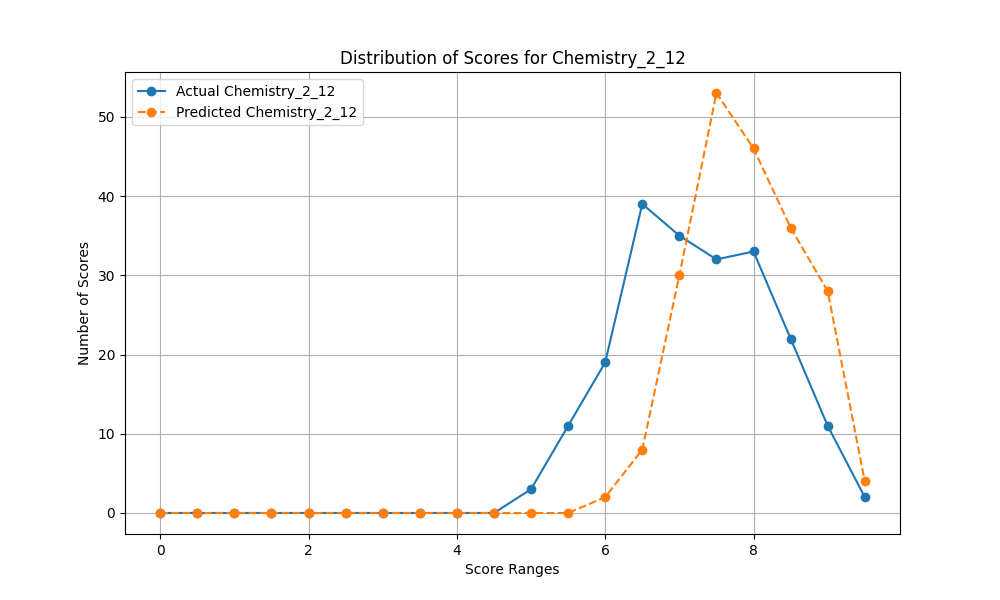 Distribution of Scores for Chemistry_2_12
Actual Chemistry_2_12
Predicted Chemistry_2_12
Number of Scores
50
40
30
20
10
0
0 2 4 6 8
Score Ranges